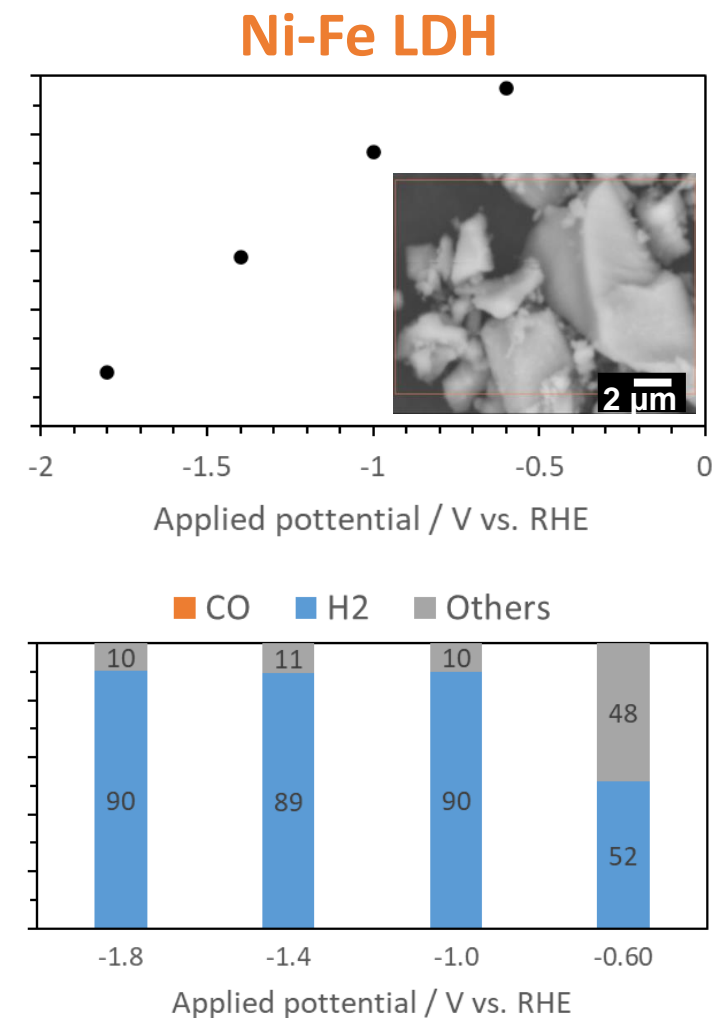 Ni-Fe LDH
2 μm
-2 -1.5 -1 -0.5 0
Applied pottential / V vs. RHE
CO H2 Others
10 11 10 48
90 89 90 52
-1.8 -1.4 -1.0 -0.60
Applied pottential / V vs. RHE